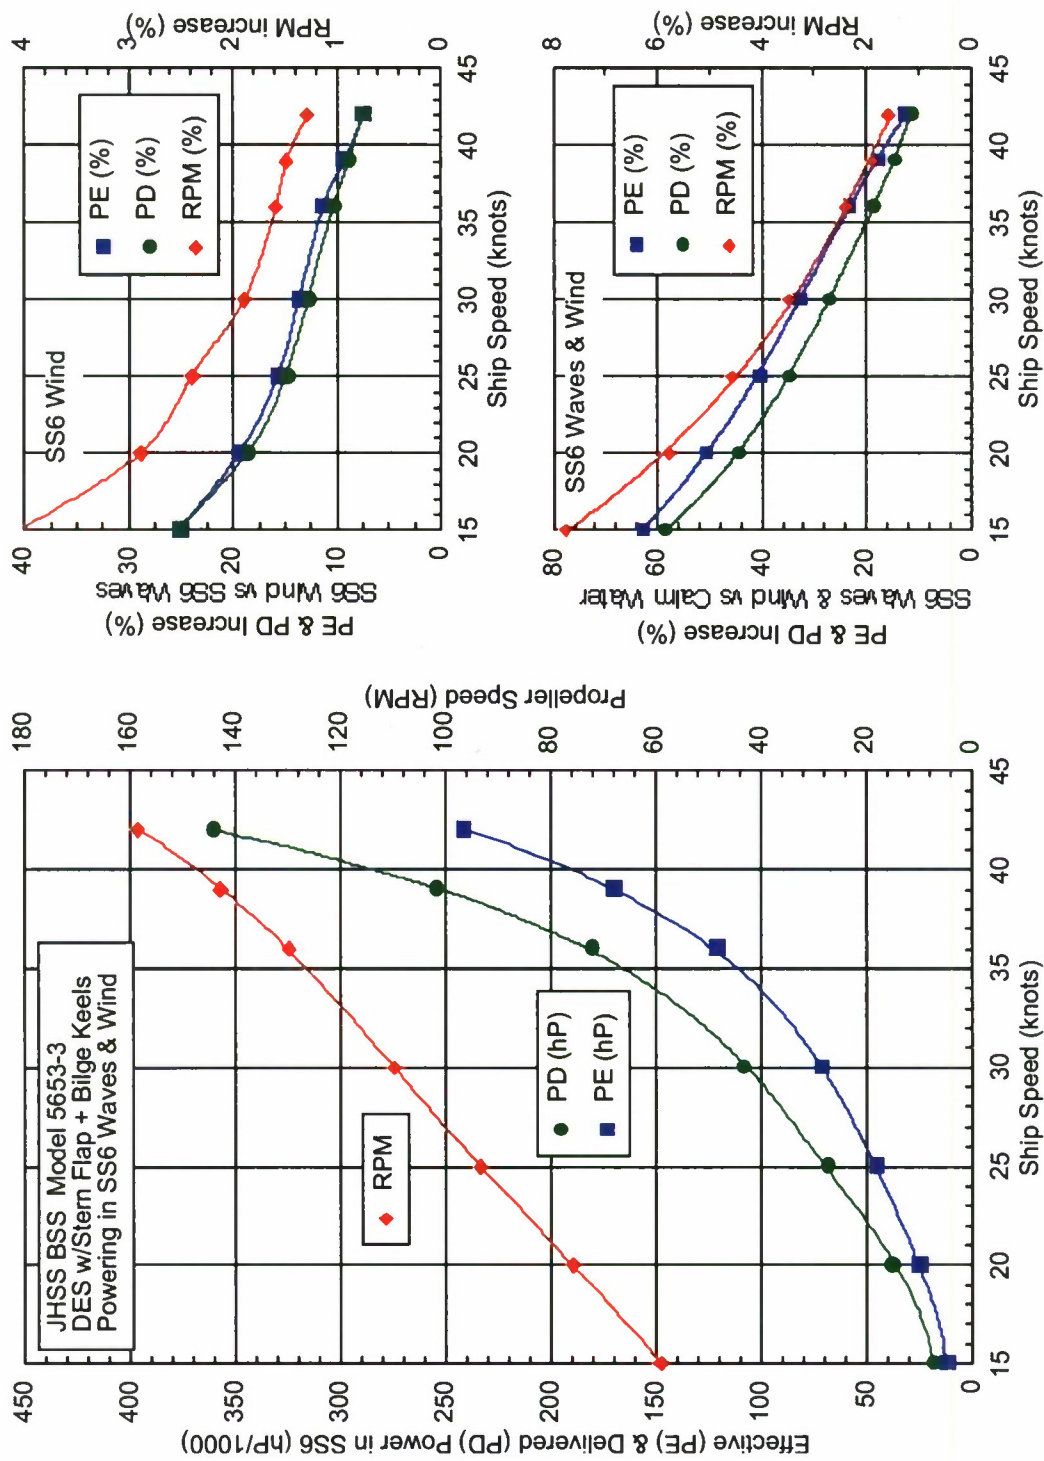 JHSS BSS Model 5653-3
DES w/Stern Flap + Bilge Keels
Powering in SS6 Waves & Wind
RPM
PD (hP)
PE (hP)
Effective (PE) & Delivered (PD) Power in SS6 (hP/1000)
450
400
350
300
250
200
150
100
50
0
15 20 25 30 35 40 45
Ship Speed (knots)
180
160
140
120
100
80
60
40
20
0
Propeller Speed (RPM)
SS6 Wind
PE (%)
PD (%)
RPM (%)
PE & PD Increase (%)
SS6 Wind vs SS6 Waves
40
30
20
10
0
15 20 25 30 35 40 45
Ship Speed (knots)
4
3
2
1
0
RPM increase (%)
SS6 Waves & Wind
PE (%)
PD (%)
RPM (%)
PE & PD Increase (%)
SS6 Waves & Wind vs Calm Water
80
60
40
20
0
15 20 25 30 35 40 45
Ship Speed (knots)
8
6
4
2
0
RPM increase (%)